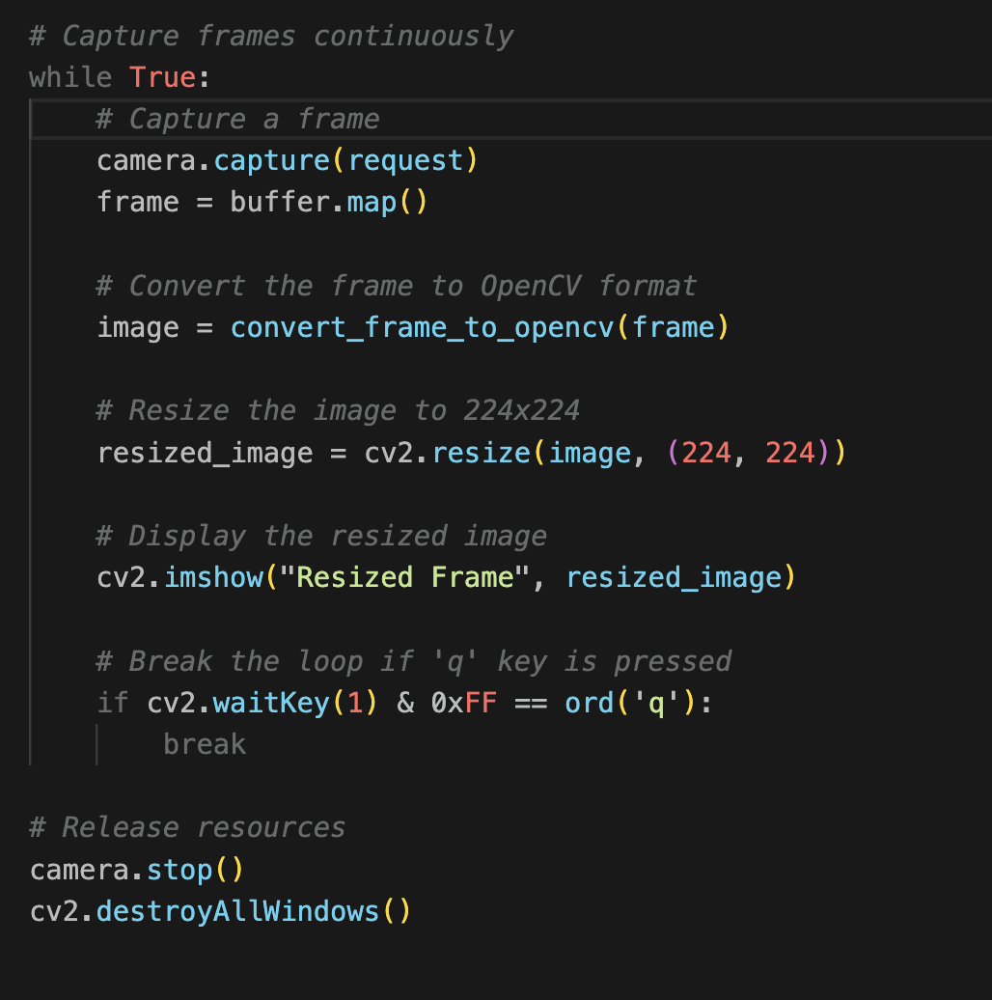 # Capture frames continuously
while True:
    # Capture a frame
    camera.capture(request)
    frame = buffer.map()

    # Convert the frame to OpenCV format
    image = convert_frame_to_opencv(frame)

    # Resize the image to 224x224
    resized_image = cv2.resize(image, (224, 224))

    # Display the resized image
    cv2.imshow("Resized Frame", resized_image)

    # Break the loop if 'q' key is pressed
    if cv2.waitKey(1) & 0xFF == ord('q'):
        break

# Release resources
camera.stop()
cv2.destroyAllWindows()